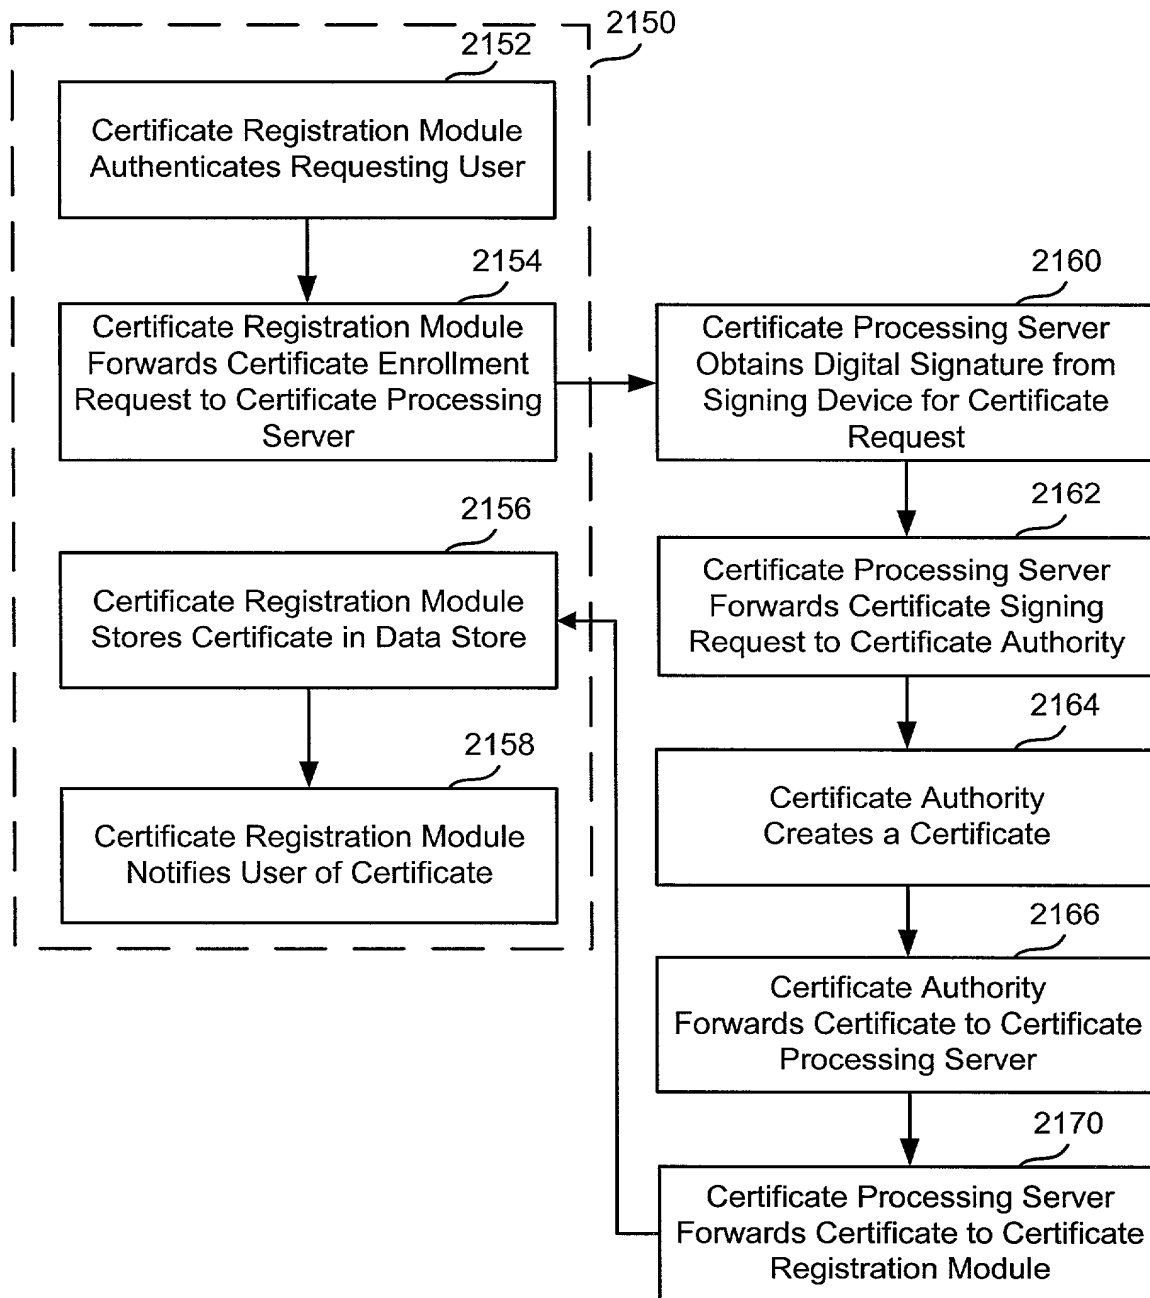 2150
2152
Certificate Registration Module
Authenticates Requesting User
2154
Certificate Registration Module
Forwards Certificate Enrollment
Request to Certificate Processing
Server
2156
Certificate Registration Module
Stores Certificate in Data Store
2158
Certificate Registration Module
Notifies User of Certificate
2160
Certificate Processing Server
Obtains Digital Signature from
Signing Device for Certificate
Request
2162
Certificate Processing Server
Forwards Certificate Signing
Request to Certificate Authority
2164
Certificate Authority
Creates a Certificate
2166
Certificate Authority
Forwards Certificate to Certificate
Processing Server
2170
Certificate Processing Server
Forwards Certificate to Certificate
Registration Module